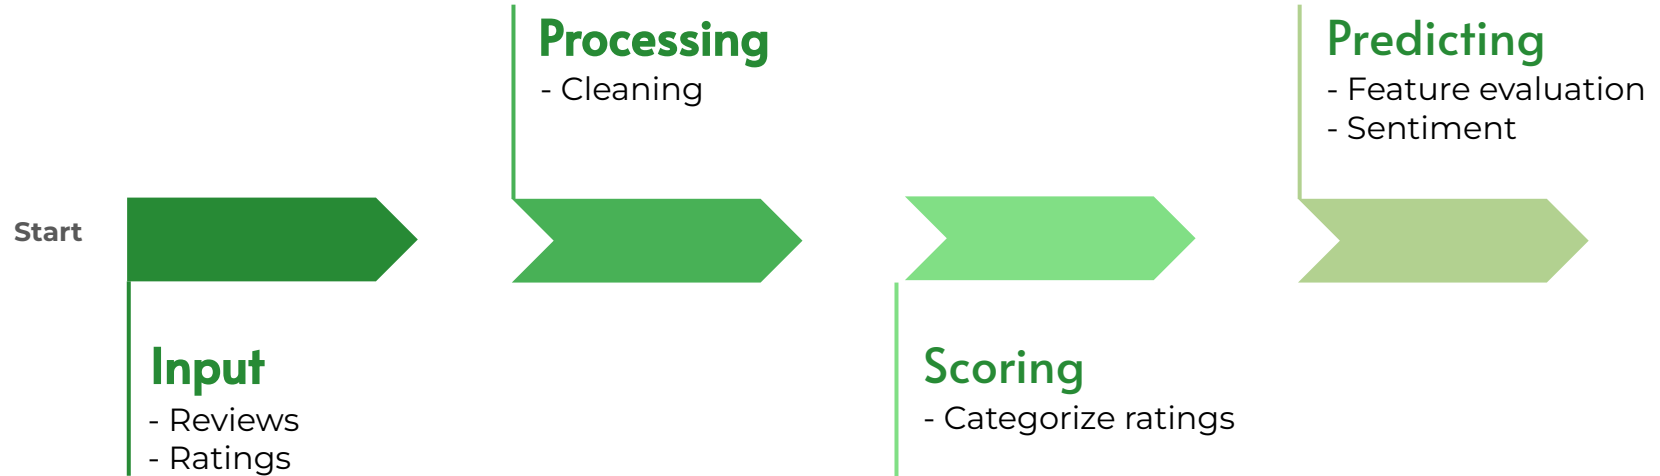 Start
Input
- Reviews
- Ratings
Processing
- Cleaning
Scoring
- Categorize ratings
Predicting
- Feature evaluation
- Sentiment